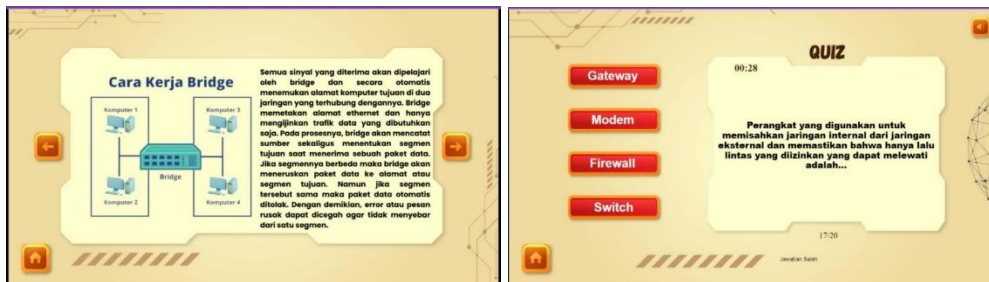 Cara Kerja Bridge
Komputer 1
Komputer 3
Bridge
Komputer 2
Komputer 4
Semua sinyal yang diterima akan dipelajari
oleh bridge dan secara otomatis
menemukan alamat komputer tujuan di dua
jaringan yang terhubung dengannya. Bridge
memetakan alamat ethernet dan hanya
mengijinkan trafik data yang dibutuhkan
saja. Pada prosesnya, bridge akan mencatat
sumber sekaligus menentukan segmen
tujuan saat menerima sebuah paket data.
Jika segmennya berbeda maka bridge akan
meneruskan paket data ke alamat atau
segmen tujuan. Namun jika segmen
tersebut sama maka paket data otomatis
ditolak. Dengan demikian, error atau pesan
rusak dapat dicegah agar tidak menyebar
dari satu segmen.
QUIZ
00:28
Gateway
Modem
Firewall
Switch
Perangkat yang digunakan untuk
memisahkan jaringan internal dari jaringan
eksternal dan memastikan bahwa hanya lalu
lintas yang diizinkan yang dapat melewati
adalah...
17/20
Jawaban Salah